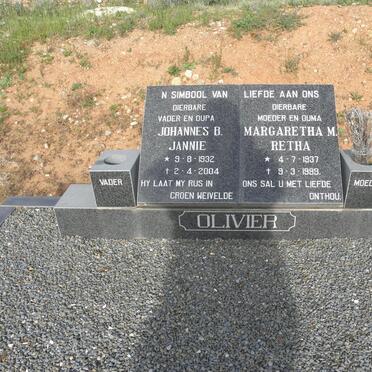 'N SIMBOOL VAN LIEFDE AAN ONS
DIERBARE
VADER EN OUPA
JOHANNES B.
JANNIE
* 9-8-1932
† 2-4-2004
HY LAAT MY RUS IN
GROEN WEIVELDE
DIERBARE
MOEDER EN OUMA
MARGARETHA M.
RETHA
* 4-7-1937
† 9-3-1989
ONS SAL U MET LIEFDE
ONTHOU.
VADER
MOED
OLIVIER